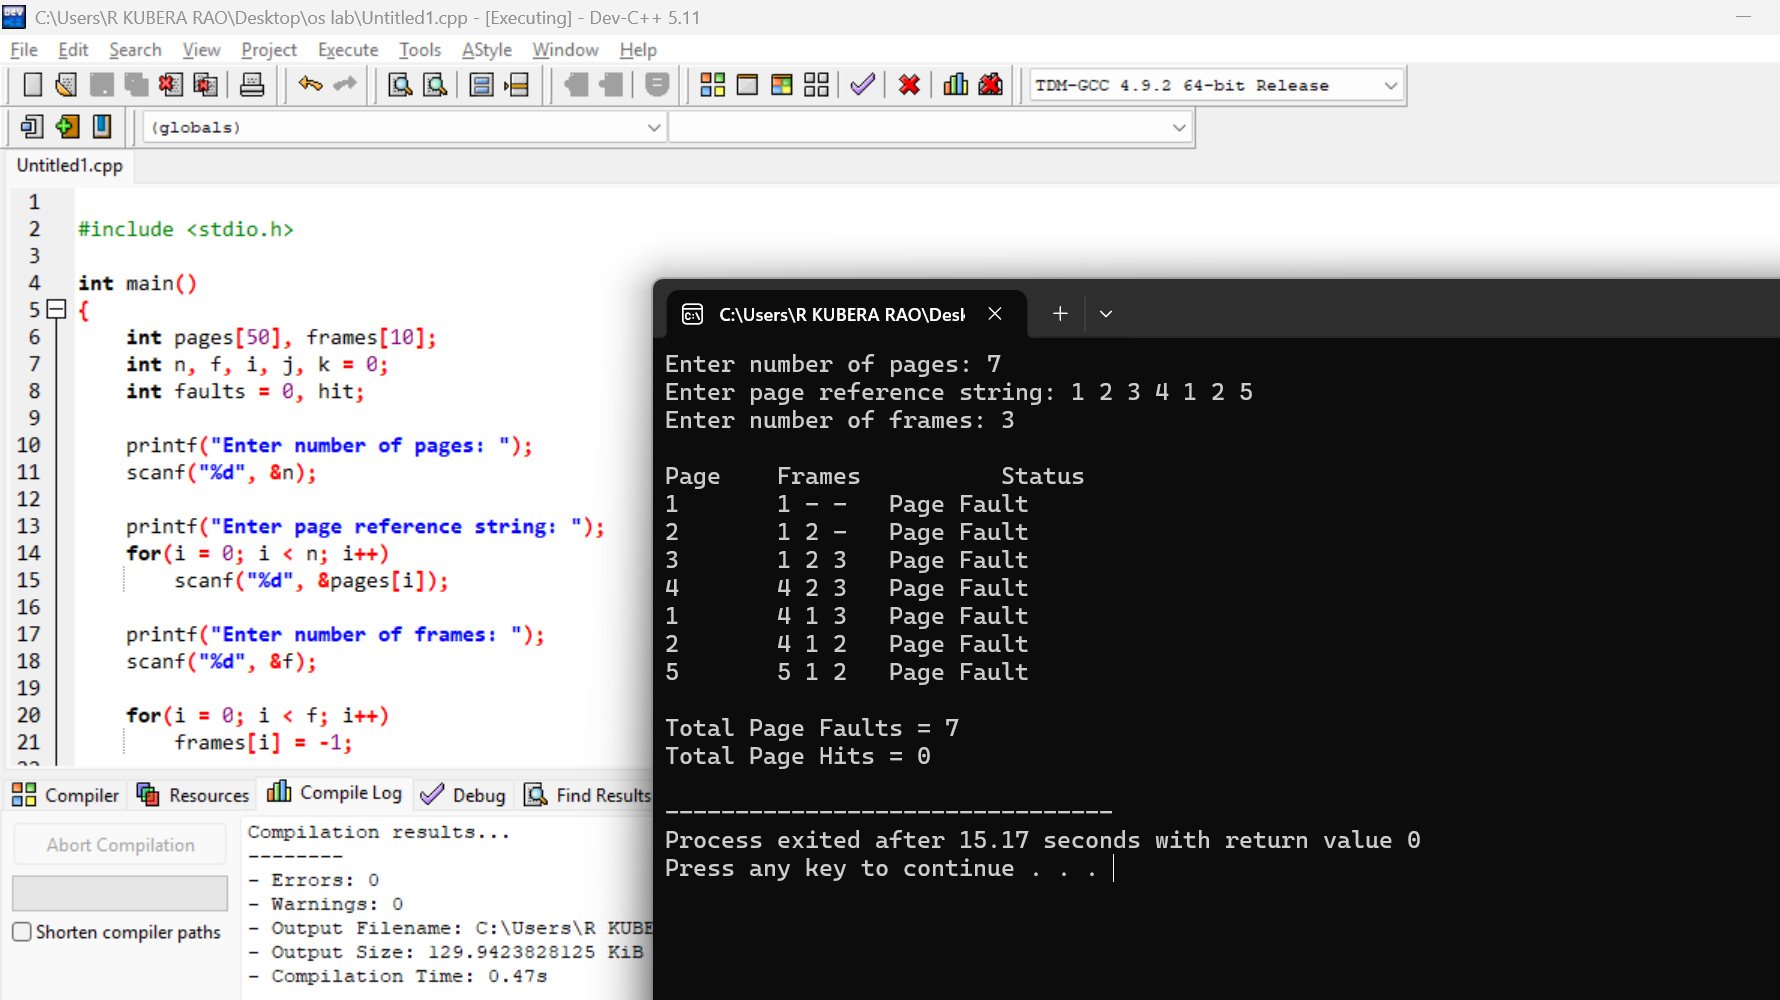 C:\Users\R KUBERA RAO\Desktop\os lab\Untitled1.cpp - [Executing] - Dev-C++ 5.11
File Edit Search View Project Execute Tools AStyle Window Help
TDM-GCC 4.9.2 64-bit Release
(globals)
Untitled1.cpp
1
2 #include <stdio.h>
3
4 int main()
5 {
6 int pages[50], frames[10];
7 int n, f, i, j, k = 0;
8 int faults = 0, hit;
9
10 printf("Enter number of pages: ");
11 scanf("%d", &n);
12
13 printf("Enter page reference string: ");
14 for(i = 0; i < n; i++)
15 scanf("%d", &pages[i]);
16
17 printf("Enter number of frames: ");
18 scanf("%d", &f);
19
20 for(i = 0; i < f; i++)
21 frames[i] = -1;
Compiler Resources Compile Log Debug Find Results
Abort Compilation
Shorten compiler paths
Compilation results...
--------
- Errors: 0
- Warnings: 0
- Output Filename: C:\Users\R KUBE
- Output Size: 129.9423828125 KiB
- Compilation Time: 0.47s
C:\Users\R KUBERA RAO\Desk
Enter number of pages: 7
Enter page reference string: 1 2 3 4 1 2 5
Enter number of frames: 3
Page Frames Status
1 1 - - Page Fault
2 1 2 - Page Fault
3 1 2 3 Page Fault
4 4 2 3 Page Fault
1 4 1 3 Page Fault
2 4 1 2 Page Fault
5 5 1 2 Page Fault
Total Page Faults = 7
Total Page Hits = 0
--------------------------------
Process exited after 15.17 seconds with return value 0
Press any key to continue . . .